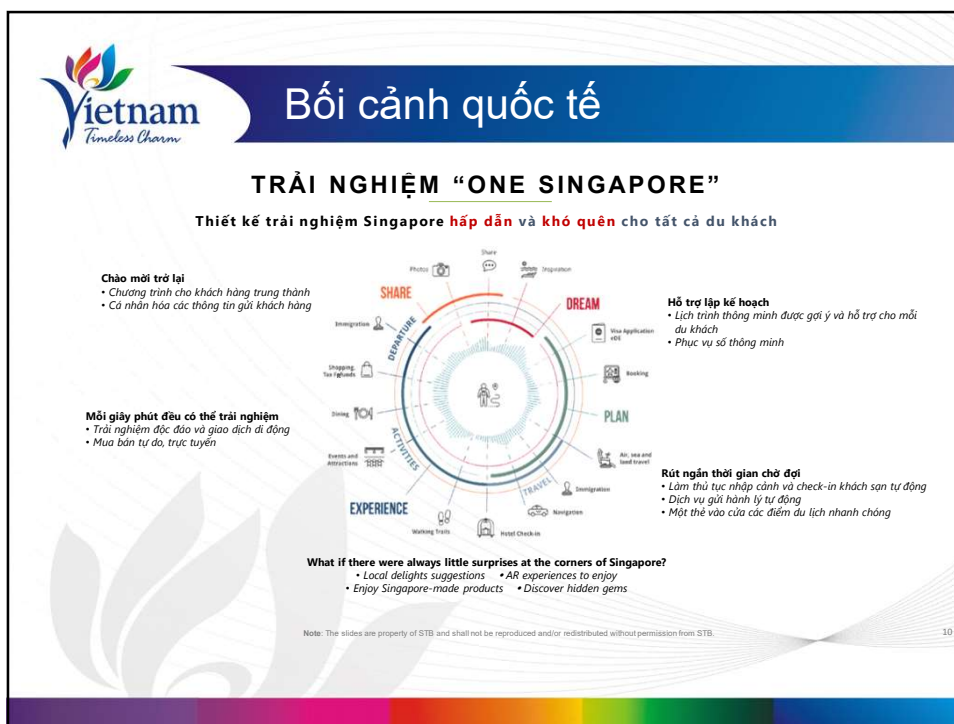 Vietnam
Timeless Charm
Bối cảnh quốc tế
TRẢI NGHIỆM “ONE SINGAPORE”
Thiết kế trải nghiệm Singapore hấp dẫn và khó quên cho tất cả du khách
Chào mời trở lại
• Chương trình cho khách hàng trung thành
• Cá nhân hóa các thông tin gửi khách hàng
Mỗi giây phút đều có thể trải nghiệm
• Trải nghiệm độc đáo và giao dịch di động
• Mua bán tự do, trực tuyến
Share
Photos
Inspiration
SHARE
DREAM
Immigration
DEPARTURE
Visa Application
eDE
Shopping,
Tax Refunds
Booking
Dining
PLAN
Events and
Attractions
ACTIVITIES
Air, sea and
land travel
TRAVEL
Immigration
EXPERIENCE
Navigation
Walking Trails
Hotel Check-in
Hỗ trợ lập kế hoạch
• Lịch trình thông minh được gợi ý và hỗ trợ cho mỗi
du khách
• Phục vụ số thông minh
Rút ngắn thời gian chờ đợi
• Làm thủ tục nhập cảnh và check-in khách sạn tự động
• Dịch vụ gửi hành lý tự động
• Một thẻ vào cửa các điểm du lịch nhanh chóng
What if there were always little surprises at the corners of Singapore?
• Local delights suggestions • AR experiences to enjoy
• Enjoy Singapore-made products • Discover hidden gems
Note: The slides are property of STB and shall not be reproduced and/or redistributed without permission from STB.
10